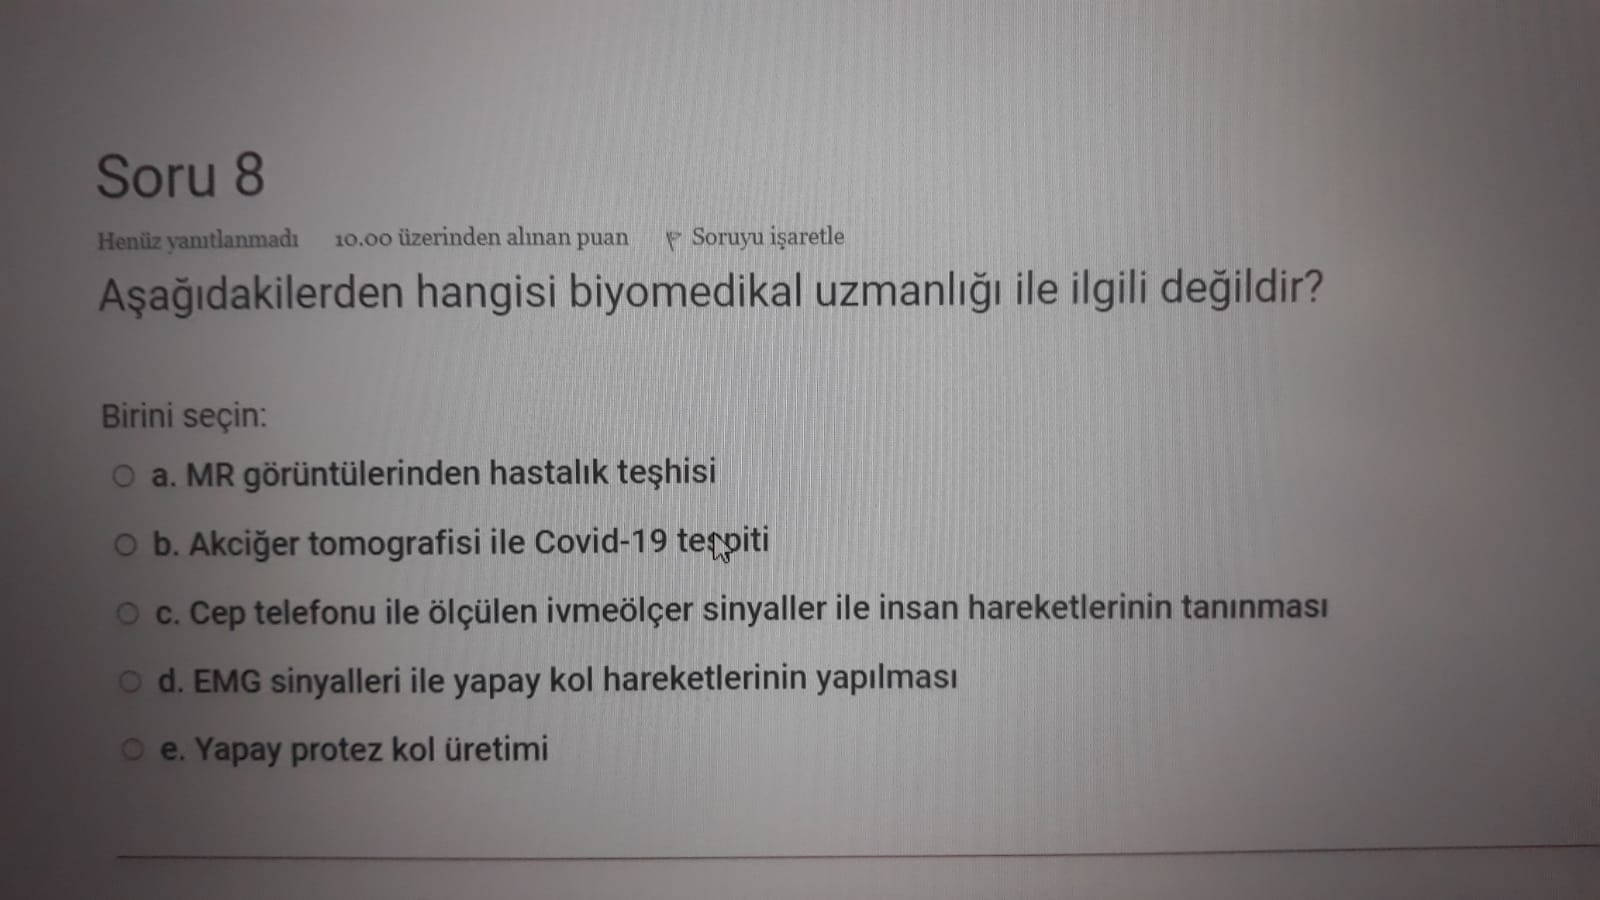 Soru 8
Henüz yanıtlanmadı 10.00 üzerinden alınan puan Soruyu işaretle
Aşağıdakilerden hangisi biyomedikal uzmanlığı ile ilgili değildir?
Birini seçin:
a. MR görüntülerinden hastalık teşhisi
b. Akciğer tomografisi ile Covid-19 tespiti
c. Cep telefonu ile ölçülen ivmeölçer sinyaller ile insan hareketlerinin tanınması
d. EMG sinyalleri ile yapay kol hareketlerinin yapılması
e. Yapay protez kol üretimi